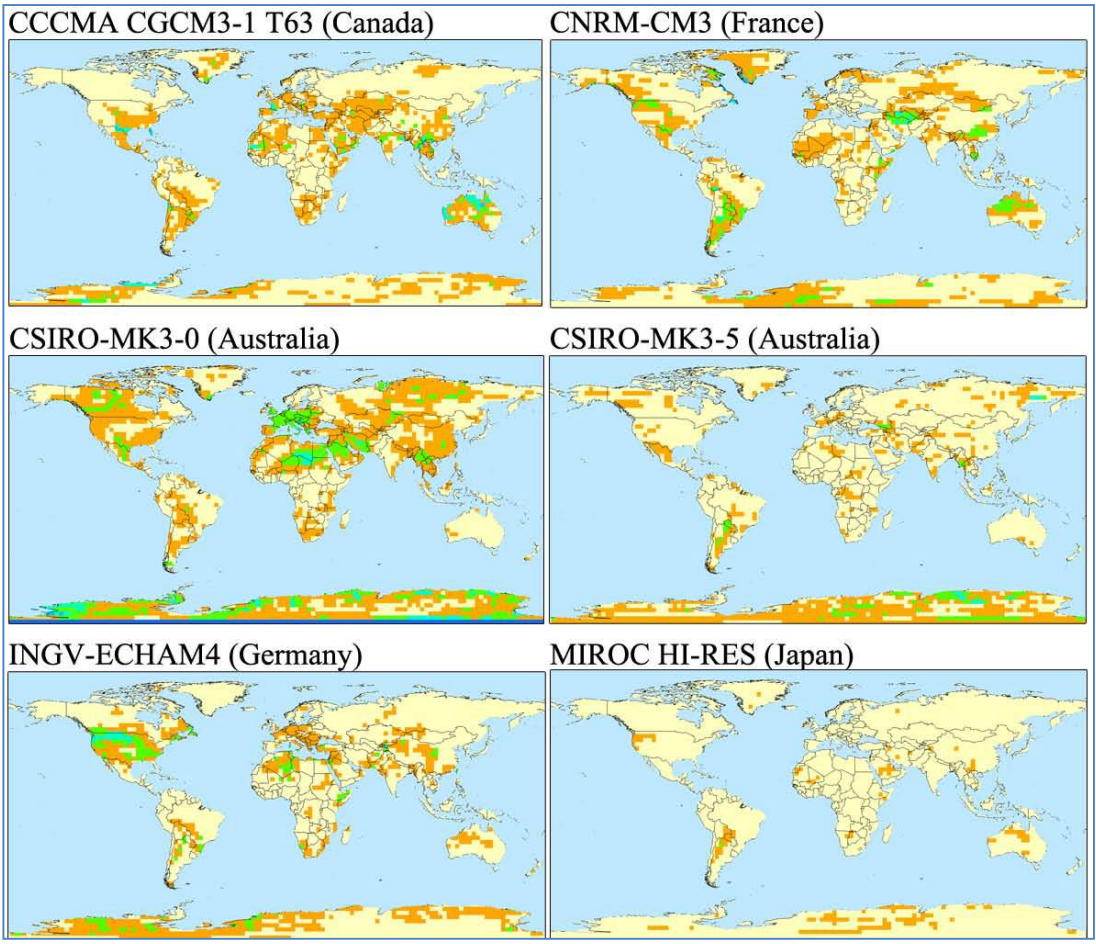 CCCMA CGCM3-1 T63 (Canada)
CNRM-CM3 (France)
CSIRO-MK3-0 (Australia)
CSIRO-MK3-5 (Australia)
INGV-ECHAM4 (Germany)
MIROC HI-RES (Japan)